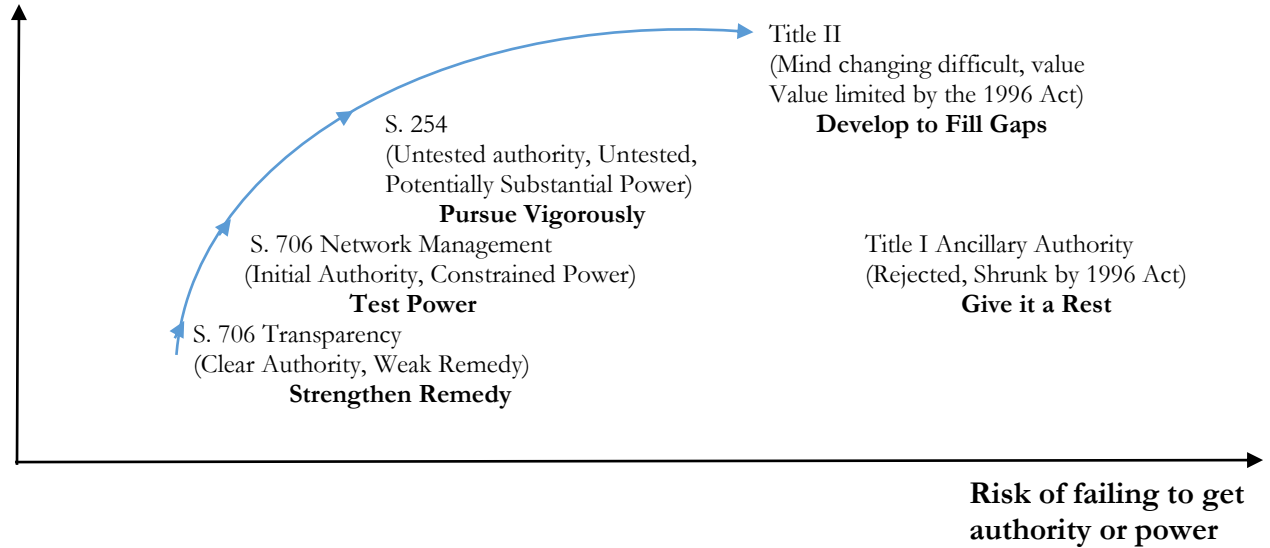 Title II
(Mind changing difficult, value
Value limited by the 1996 Act)
Develop to Fill Gaps
S. 254
(Untested authority, Untested,
Potentially Substantial Power)
Pursue Vigorously
S. 706 Network Management
(Initial Authority, Constrained Power)
Test Power
Title I Ancillary Authority
(Rejected, Shrunk by 1996 Act)
Give it a Rest
S. 706 Transparency
(Clear Authority, Weak Remedy)
Strengthen Remedy
Risk of failing to get
authority or power